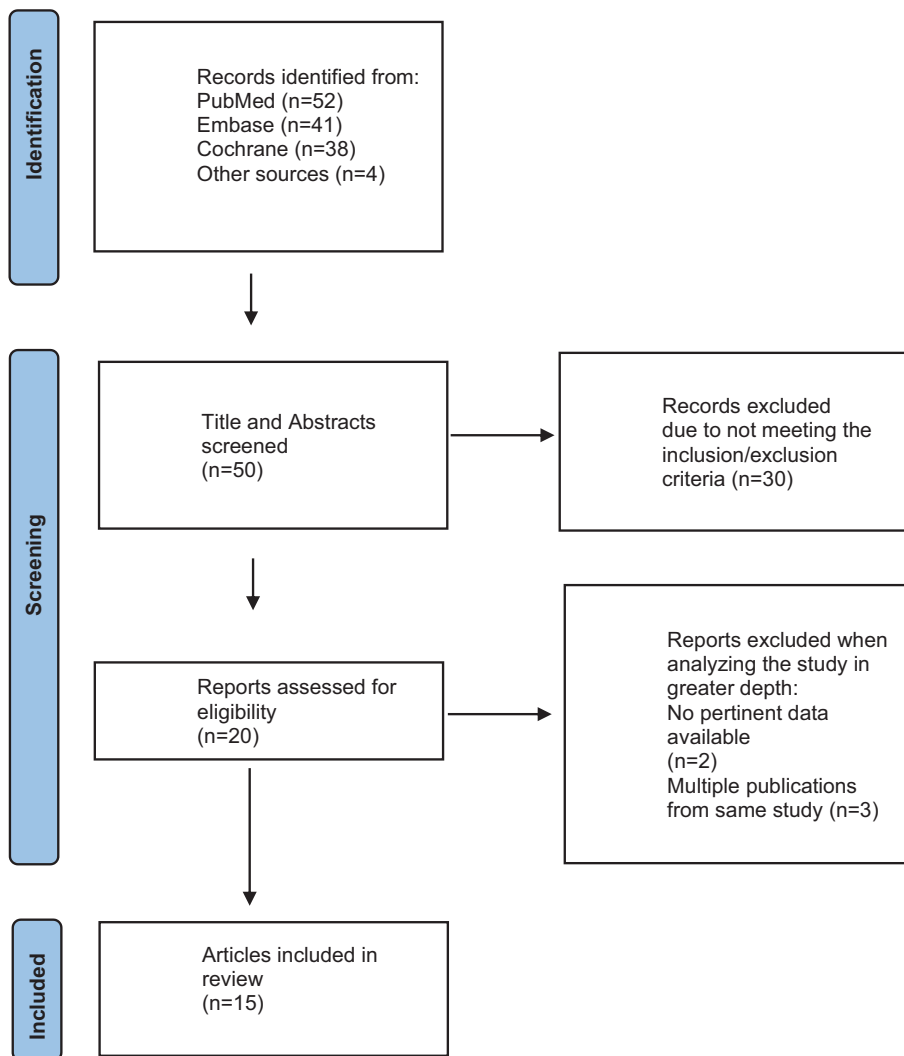 Identification
Records identified from:
PubMed (n=52)
Embase (n=41)
Cochrane (n=38)
Other sources (n=4)
Screening
Title and Abstracts
screened
(n=50)
Records excluded
due to not meeting the
inclusion/exclusion
criteria (n=30)
Reports assessed for
eligibility
(n=20)
Reports excluded when
analyzing the study in
greater depth:
No pertinent data
available
(n=2)
Multiple publications
from same study (n=3)
Included
Articles included in
review
(n=15)